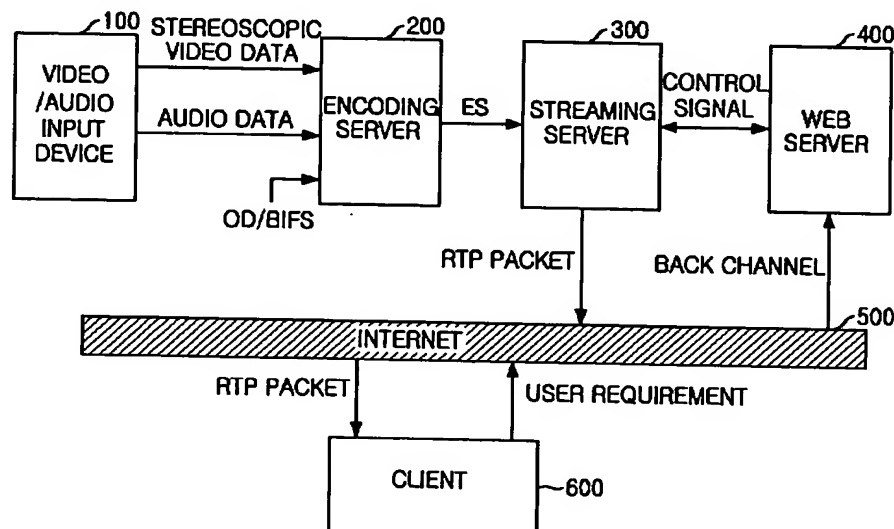 100
VIDEO
/AUDIO
INPUT
DEVICE
STEREOSCOPIC
VIDEO DATA
AUDIO DATA
OD/BIFS
200
ENCODING
SERVER
ES
300
STREAMING
SERVER
CONTROL
SIGNAL
400
WEB
SERVER
RTP PACKET
BACK CHANNEL
500
INTERNET
RTP PACKET
USER REQUIREMENT
CLIENT
600